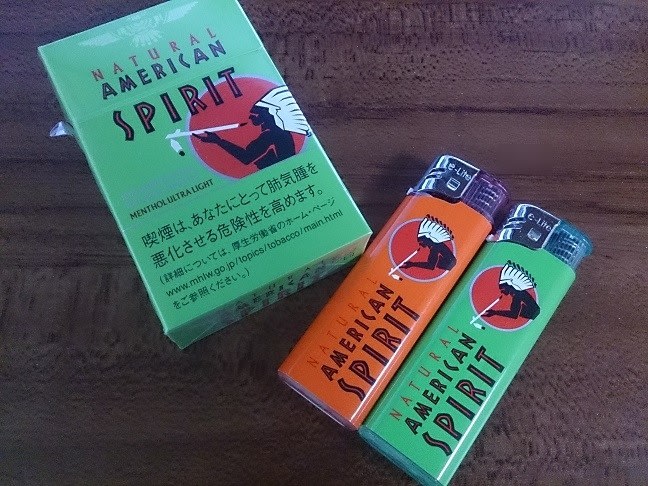 NATURAL
AMERICAN
SPIRIT
MENTHOL ULTRA LIGHT
喫煙は、あなたにとって肺気腫を
悪化させる危険性を高めます。
(詳細については、厚生労働省のホーム・ページ
www.mhlw.go.jp/topics/tobacco/main.html
をご参照ください。)
NATURAL
AMERICAN
SPIRIT
e-Lite
NATURAL
AMERICAN
SPIRIT